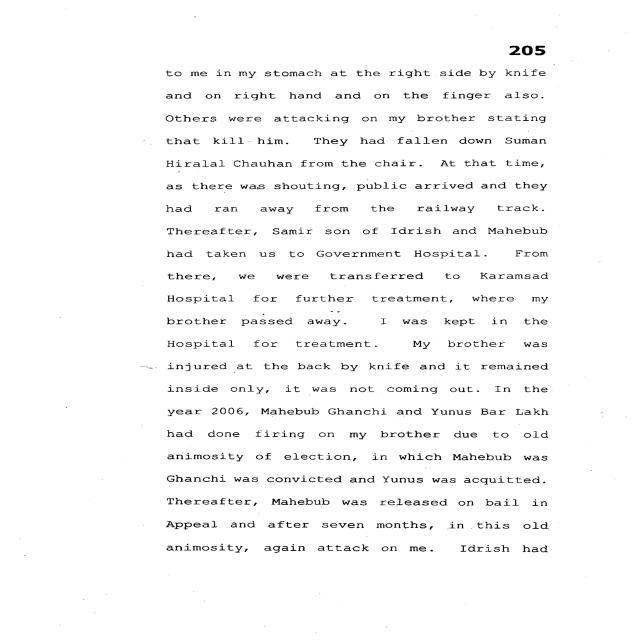 205
to me in my stomach at the right side by knife
and on right hand and on the finger also.
Others were attacking on my brother stating
that kill him. They had fallen down Suman
Hiralal Chauhan from the chair. At that time,
as there was shouting, public arrived and they
had ran away from the railway track.
Thereafter, Samir son of Idrish and Mahebub
had taken us to Government Hospital. From
there, we were transferred to Karamsad
Hospital for further treatment, where my
brother passed away. I was kept in the
Hospital for treatment. My brother was
injured at the back by knife and it remained
inside only, it was not coming out. In the
year 2006, Mahebub Ghanchi and Yunus Bar Lakh
had done firing on my brother due to old
animosity of election, in which Mahebub was
Ghanchi was convicted and Yunus was acquitted.
Thereafter, Mahebub was released on bail in
Appeal and after seven months, in this old
animosity, again attack on me. Idrish had